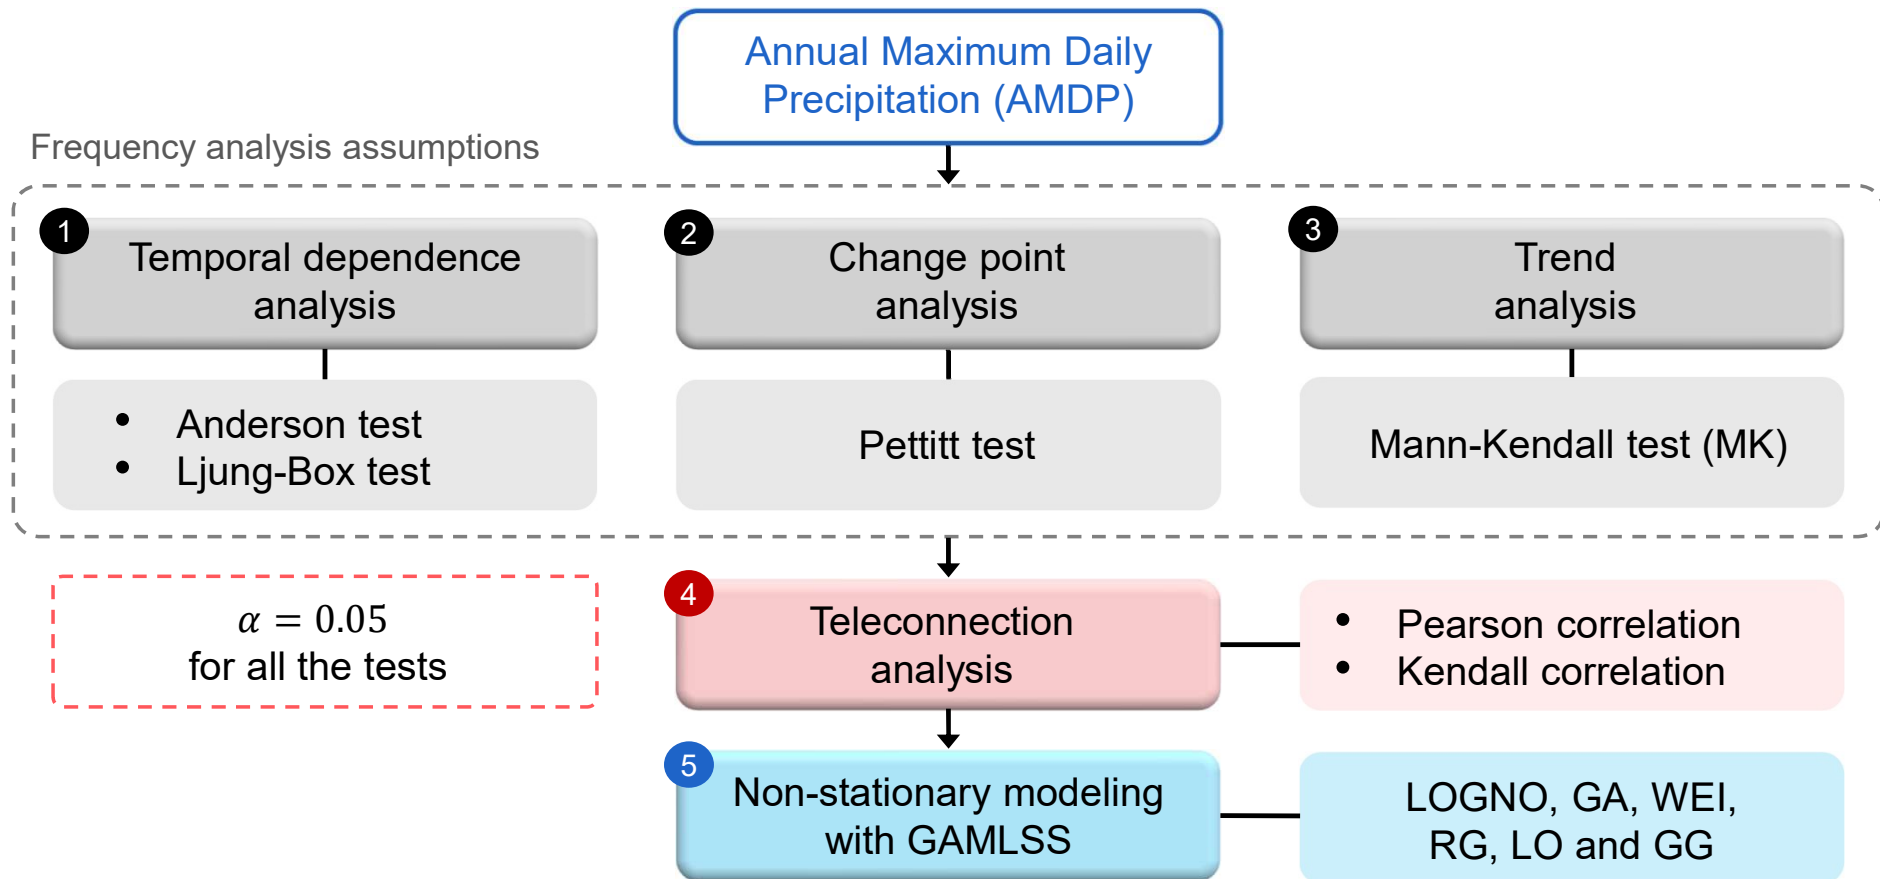 Annual Maximum Daily
Precipitation (AMDP)
Frequency analysis assumptions
1
Temporal dependence
analysis
• Anderson test
• Ljung-Box test
2
Change point
analysis
Pettitt test
3
Trend
analysis
Mann-Kendall test (MK)
α = 0.05
for all the tests
4
Teleconnection
analysis
• Pearson correlation
• Kendall correlation
5
Non-stationary modeling
with GAMLSS
LOGNO, GA, WEI,
RG, LO and GG